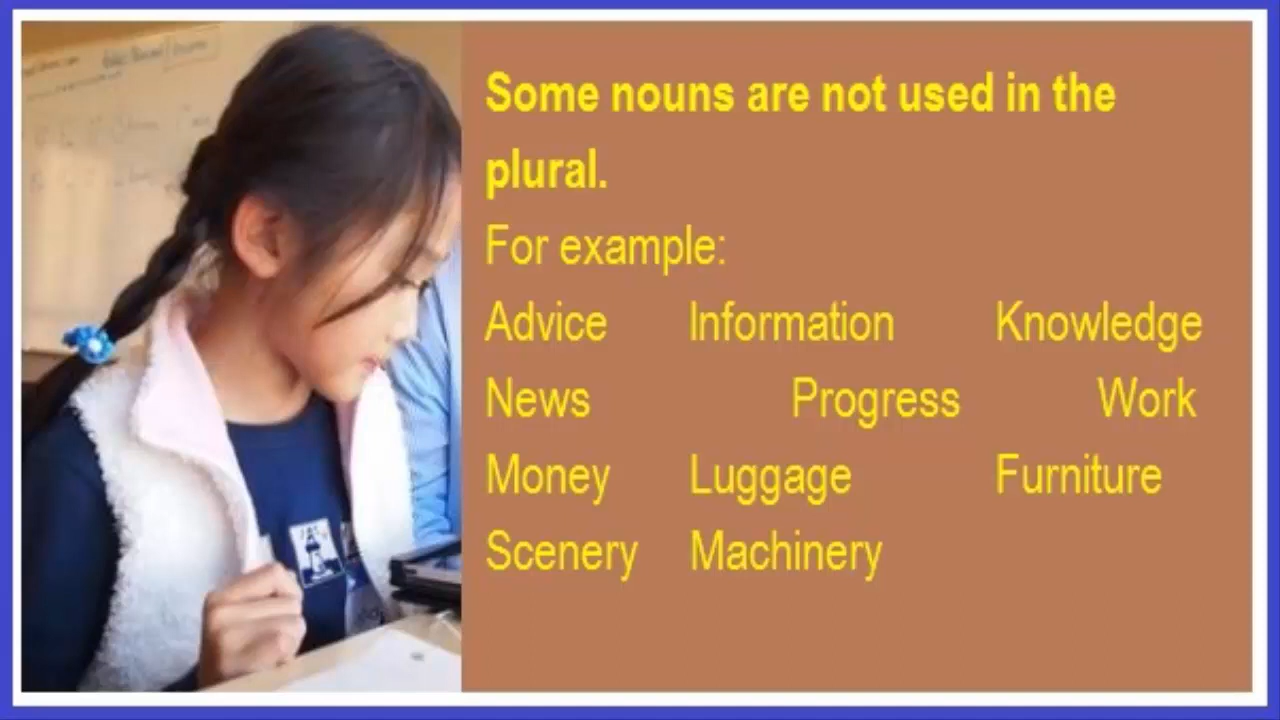 Some nouns are not used in the
plural.
For example:
Advice Information Knowledge
News Progress Work
Money Luggage Furniture
Scenery Machinery